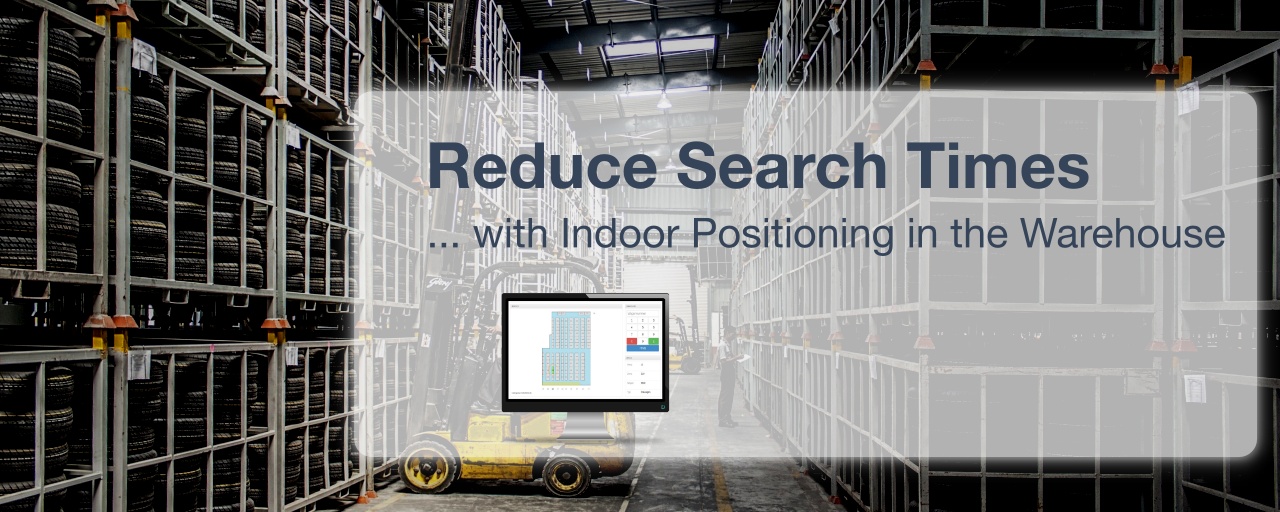 Reduce Search Times
... with Indoor Positioning in the Warehouse